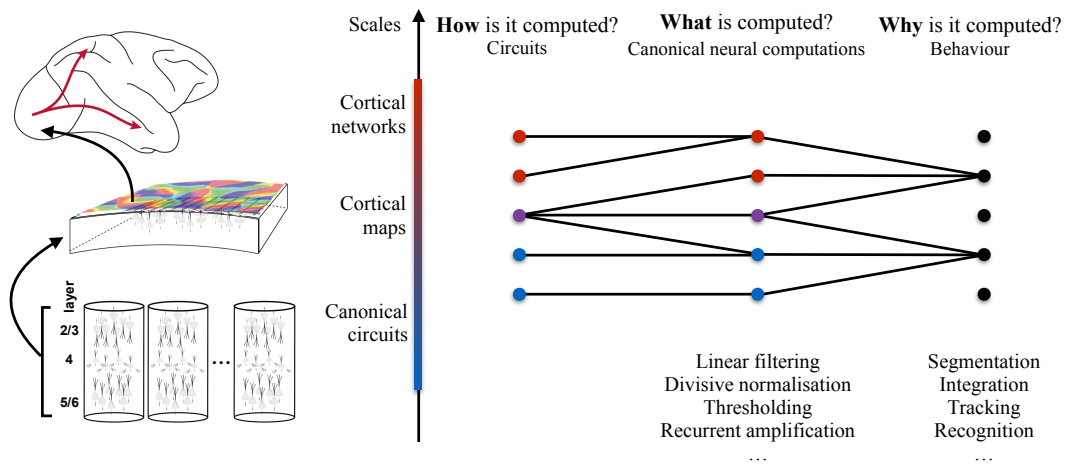 Scales
How is it computed?
Circuits
What is computed?
Canonical neural computations
Why is it computed?
Behaviour
Cortical
networks
Cortical
maps
Canonical
circuits
layer
2/3
4
5/6
...
Linear filtering
Divisive normalisation
Thresholding
Recurrent amplification
...
Segmentation
Integration
Tracking
Recognition
...